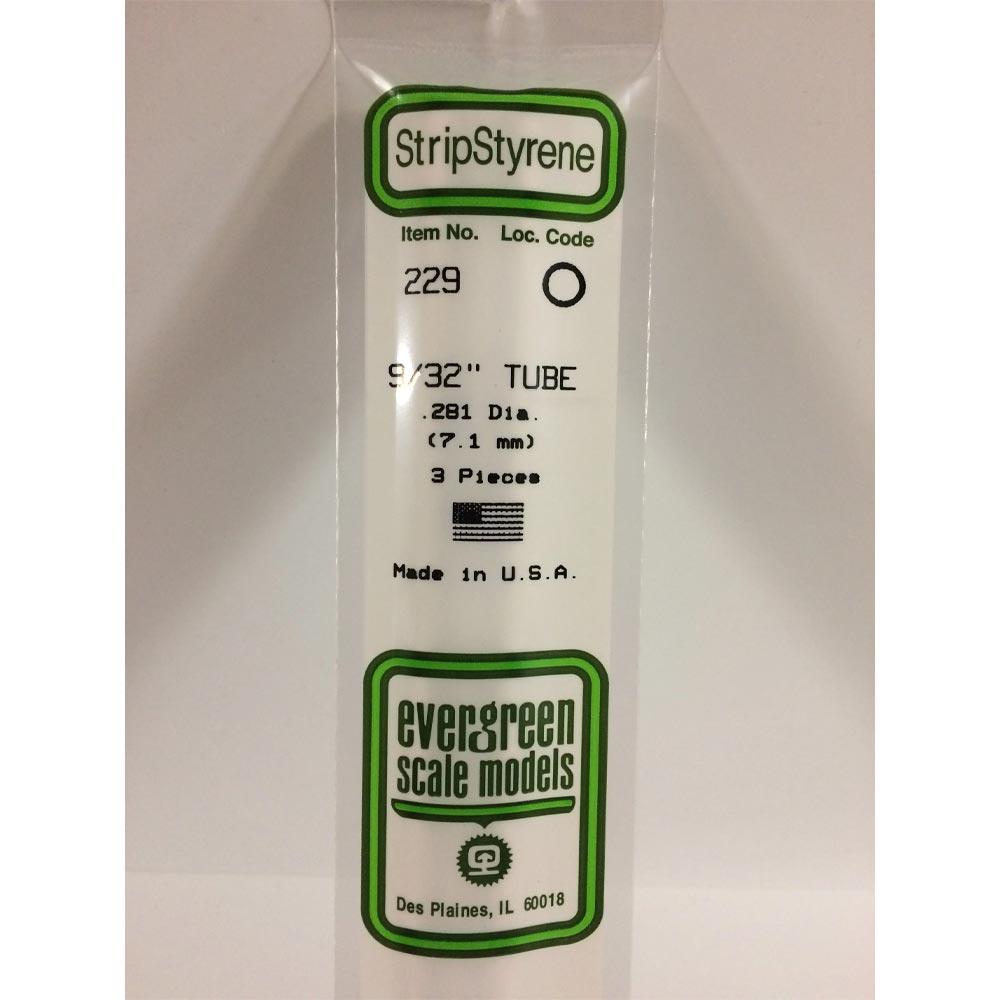 StripStyrene
Item No. Loc. Code
229
9/32" TUBE
.281 Dia.
(7.1 mm)
3 Pieces
Made in U.S.A.
evergreen
scale models
Des Plaines, IL 60018